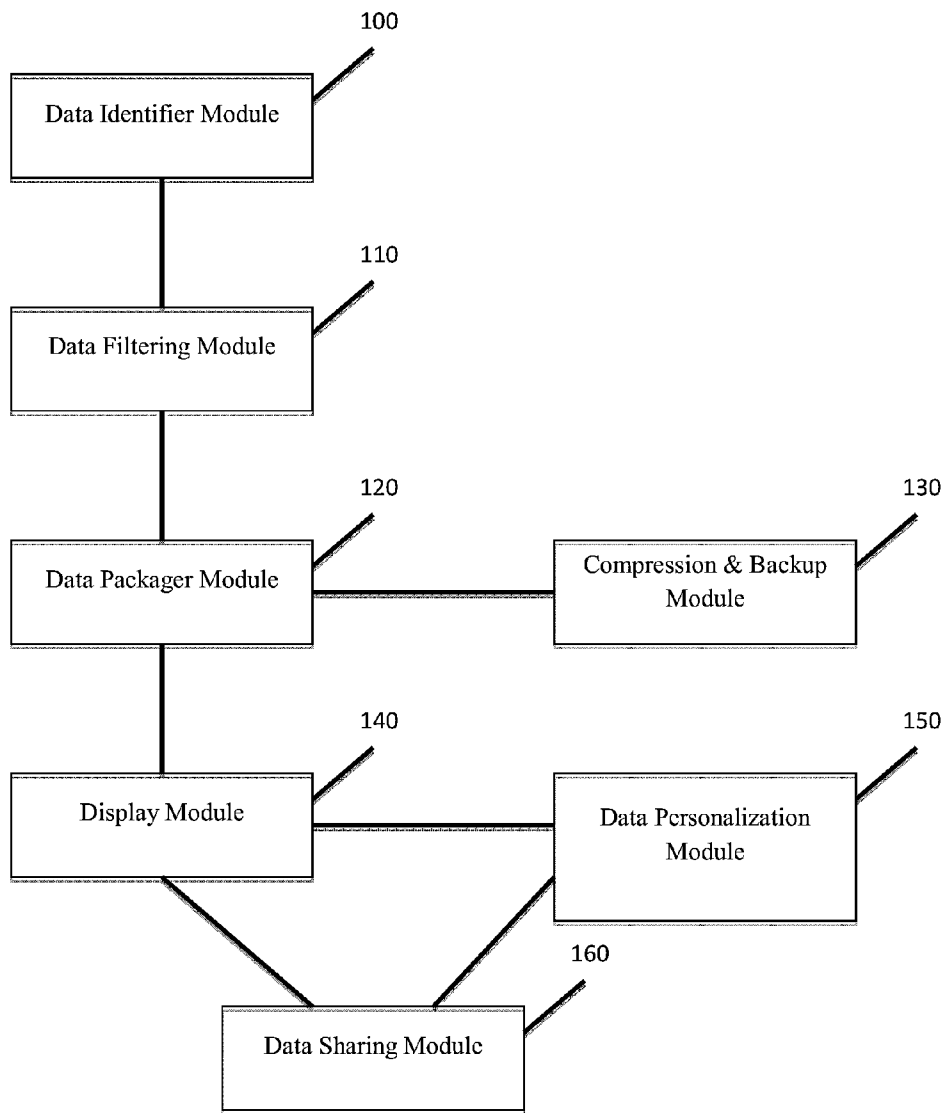 100
Data Identifier Module
110
Data Filtering Module
120
130
Data Packager Module
Compression & Backup
Module
140
150
Display Module
Data Personalization
Module
160
Data Sharing Module